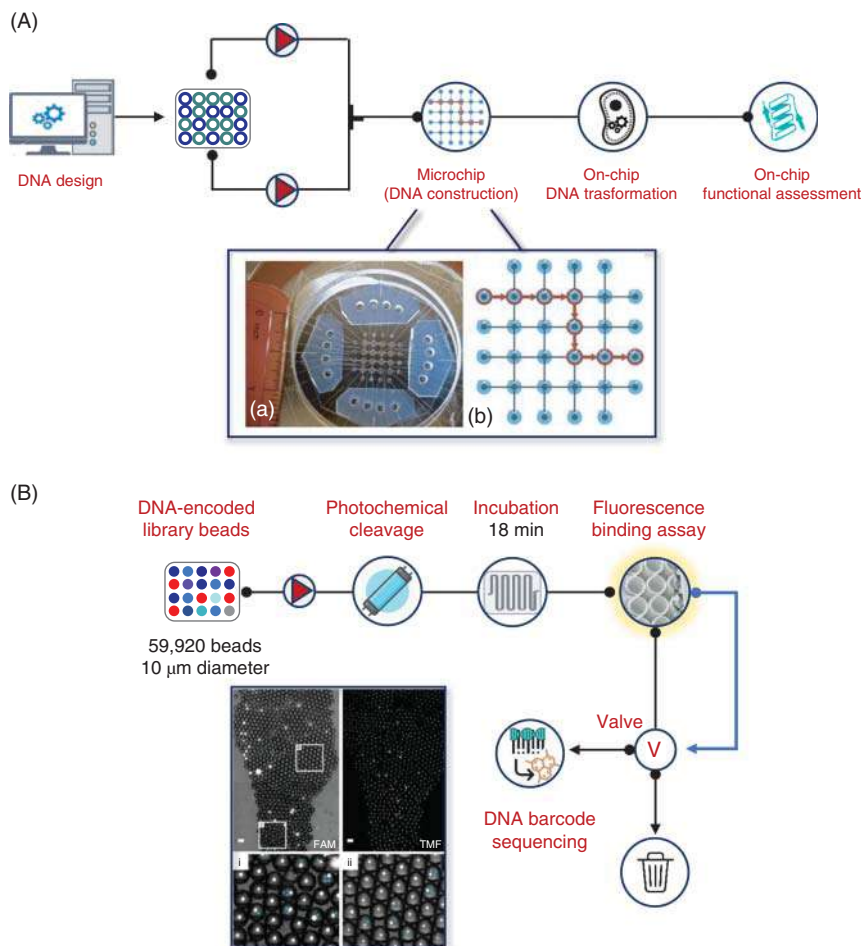 (A)
DNA design
Microchip
(DNA construction)
On-chip
DNA trasformation
On-chip
functional assessment
(a)
(b)
(B)
DNA-encoded
library beads
Photochemical
cleavage
Incubation
18 min
Fluorescence
binding assay
59,920 beads
10 μm diameter
Valve
V
DNA barcode
sequencing
FAM
TMF
i
ii